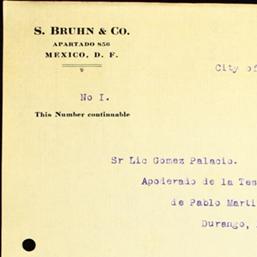 S. BRUHN & CO.
APARTADO 856
MEXICO, D. F.
City of
No I.
This Number continuable
Sr Lic Gomez Palacio.
Apoderado de la Tes
de Pablo Marti
Durango,